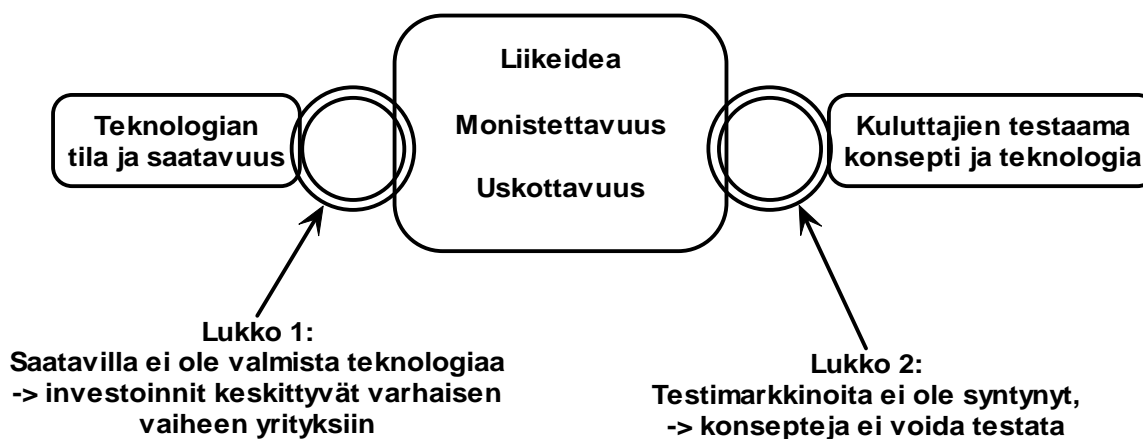 Liikeidea
Monistettavuus
Uskottavuus
Teknologian
tila ja saatavuus
Kuluttajien testaama
konsepti ja teknologia
Lukko 1:
Saatavilla ei ole valmista teknologiaa
-> investoinnit keskittyvät varhaisen
vaiheen yrityksiin
Lukko 2:
Testimarkkinoita ei ole syntynyt,
-> konsepteja ei voida testata